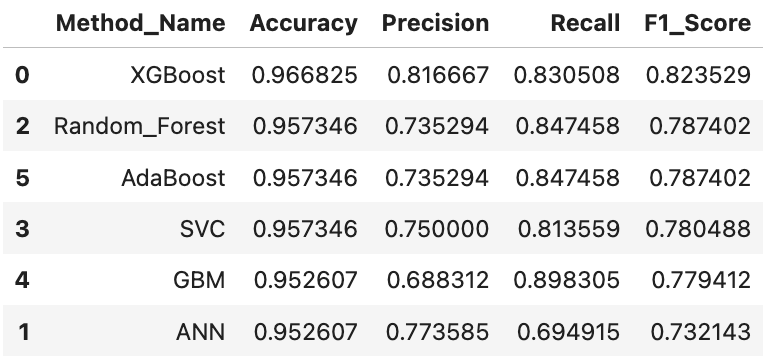 Method_Name Accuracy Precision Recall F1_Score
0 XGBoost 0.966825 0.816667 0.830508 0.823529
2 Random_Forest 0.957346 0.735294 0.847458 0.787402
5 AdaBoost 0.957346 0.735294 0.847458 0.787402
3 SVC 0.957346 0.750000 0.813559 0.780488
4 GBM 0.952607 0.688312 0.898305 0.779412
1 ANN 0.952607 0.773585 0.694915 0.732143